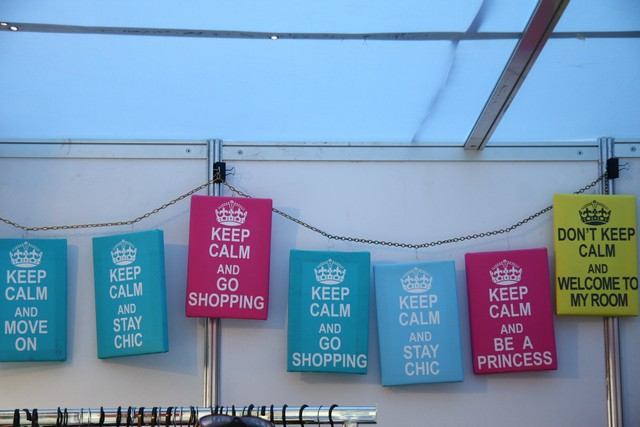 KEEP
CALM
AND
MOVE
ON
KEEP
CALM
AND
STAY
CHIC
KEEP
CALM
AND
GO
SHOPPING
KEEP
CALM
AND
GO
SHOPPING
KEEP
CALM
AND
STAY
CHIC
KEEP
CALM
AND
BE A
PRINCESS
DON'T KEEP
CALM
AND
WELCOME TO
MY ROOM